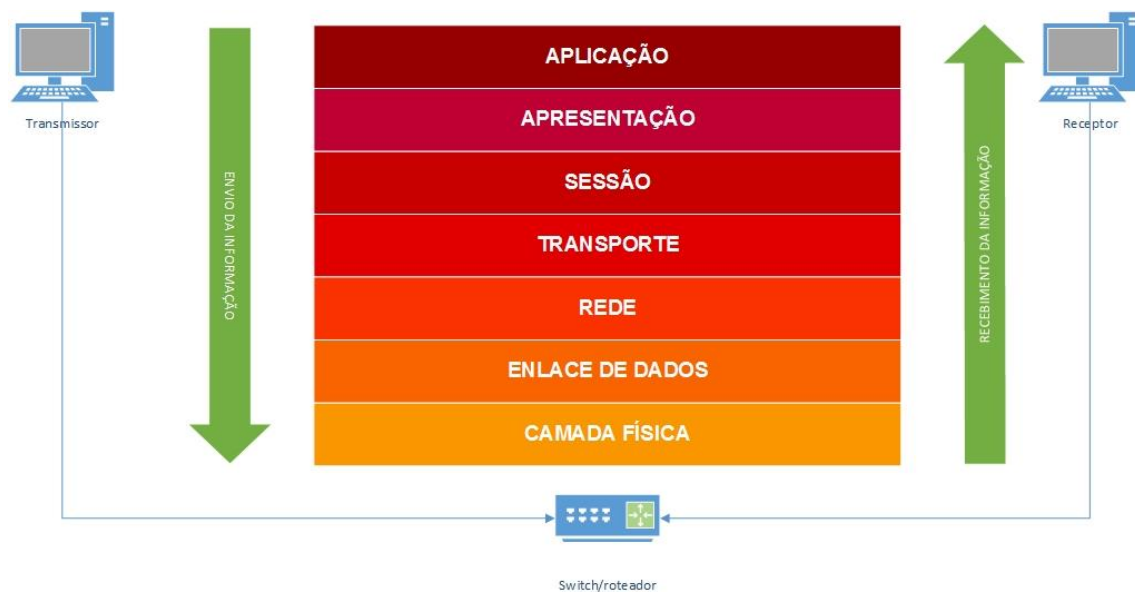 Transmissor
ENVIO DA INFORMAÇÃO
APLICAÇÃO
APRESENTAÇÃO
SESSÃO
TRANSPORTE
REDE
ENLACE DE DADOS
CAMADA FÍSICA
RECEBIMENTO DA INFORMAÇÃO
Receptor
Switch/roteador